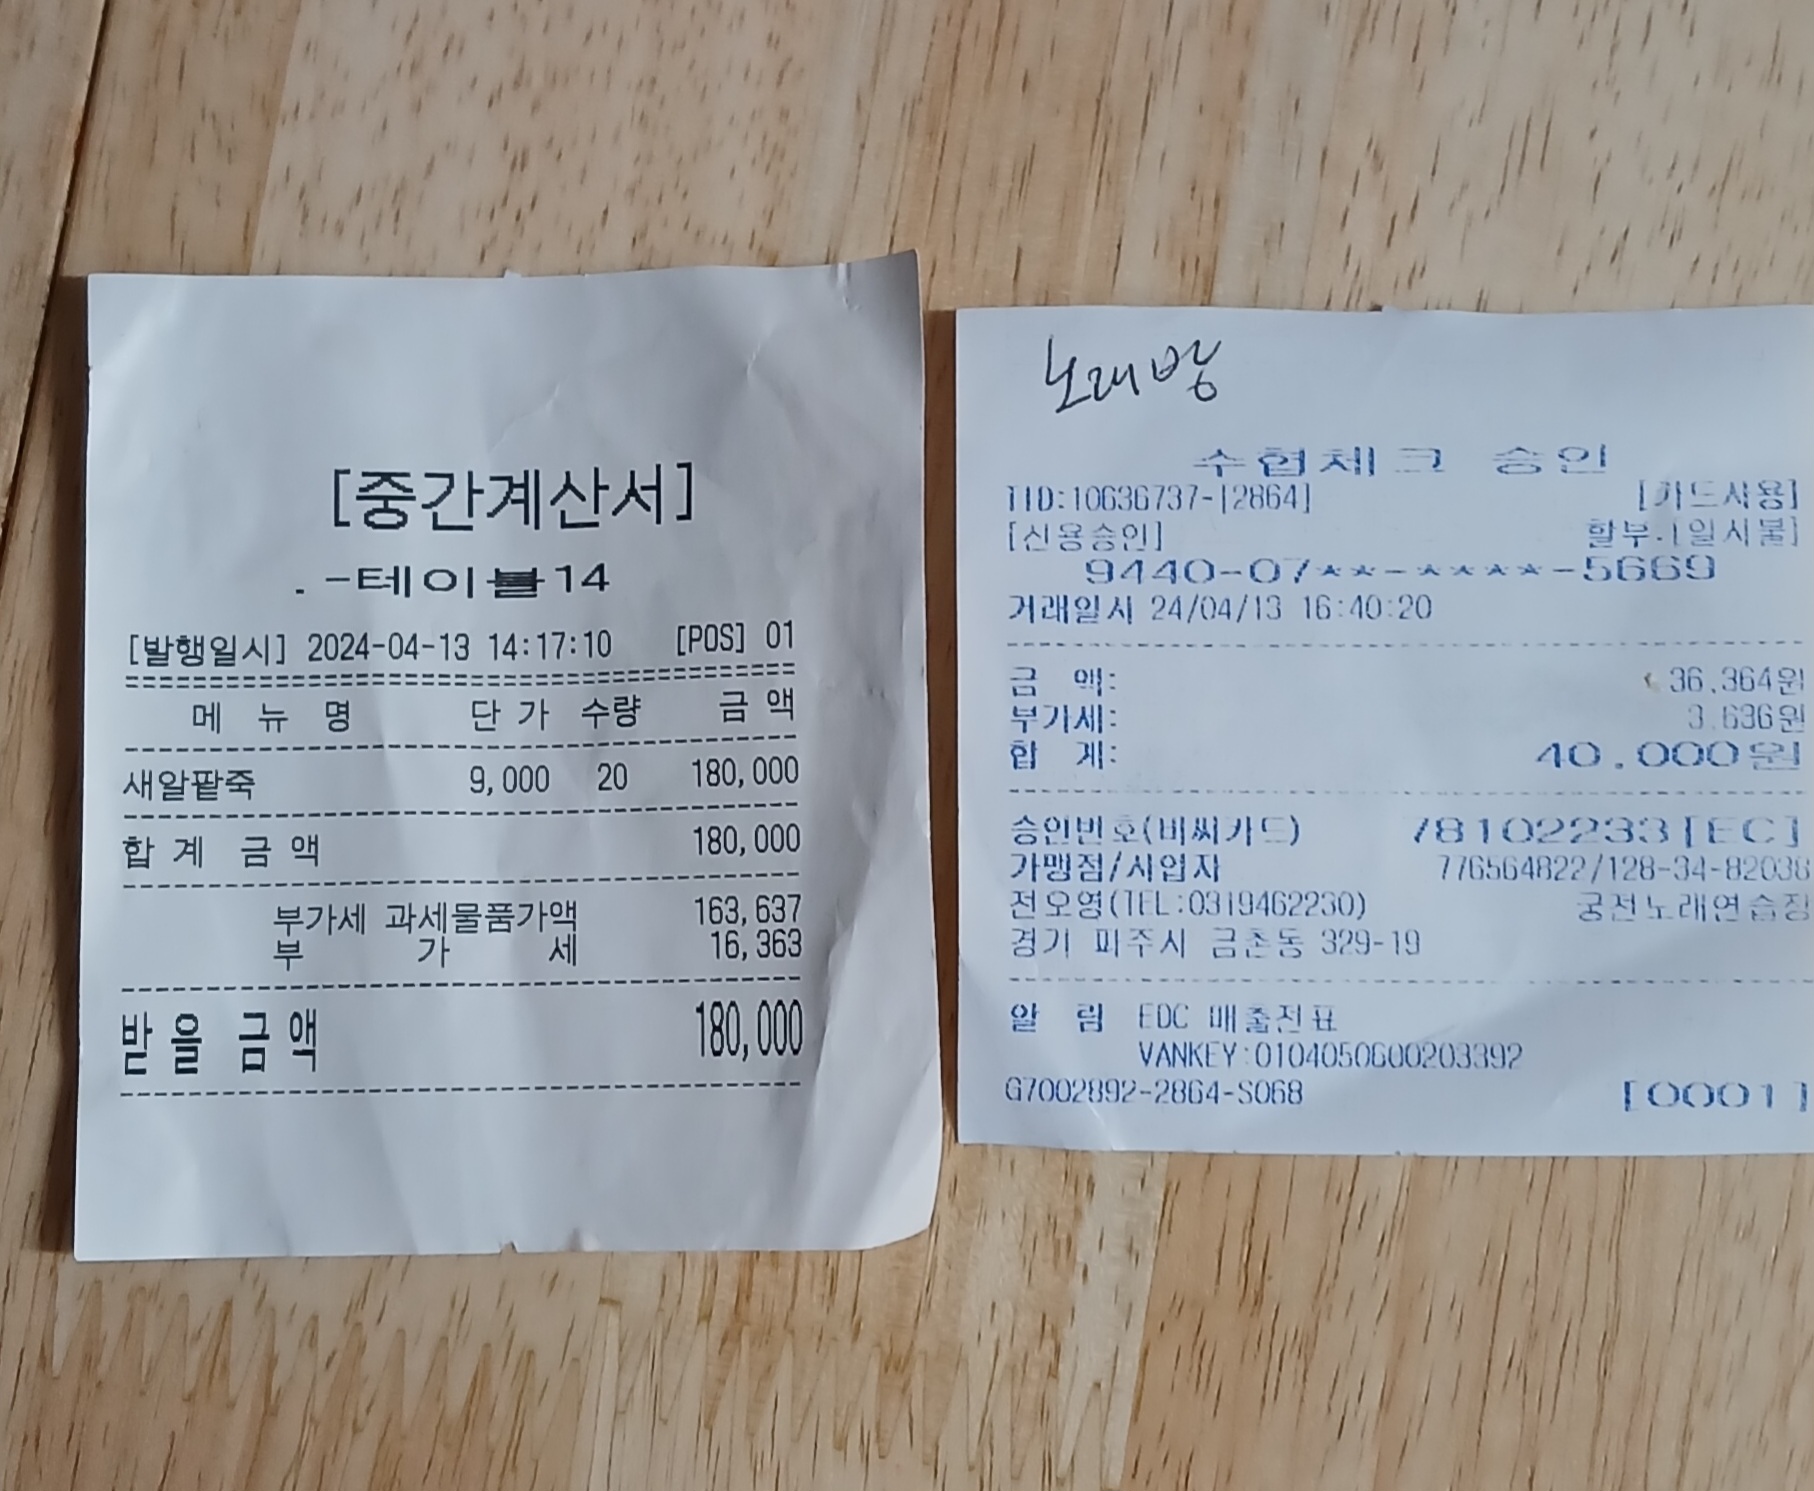 [중간계산서]
. -테이블14
[발행일시] 2024-04-13 14:17:10 [POS] 01
메 뉴 명 단 가 수량 금 액
새알팥죽 9,000 20 180,000
합 계 금 액 180,000
부가세 과세물품가액 163,637
부 가 세 16,363
받 을 금 액 180,000
노래방
수협체크 승인
TID:10636737-[2864] [카드사용]
[신용승인] 할부.[일시불]
9440-07**-****-5669
거래일시 24/04/13 16:40:20
금 액: 36,364원
부가세: 3,636원
합 계: 40,000원
승인번호(비씨카드) 78102233[EC]
가맹점/사업자 776564822/128-34-82038
전오영(TEL:0319462230) 궁전노래연습장
경기 파주시 금촌동 329-19
알 림 EDC 매출전표
VANKEY:0104050600203392
G7002892-2864-S068 [0001]